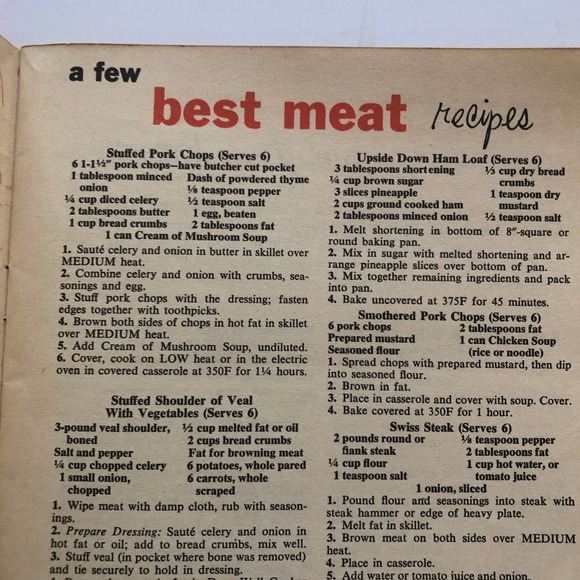 a few
best meat recipes
Stuffed Pork Chops (Serves 6)
6 1-1½″ pork chops—have butcher cut pocket
1 tablespoon minced onion
¼ cup diced celery
2 tablespoons butter
1 cup bread crumbs
Dash of powdered thyme
⅛ teaspoon pepper
½ teaspoon salt
1 egg, beaten
2 tablespoons fat
1 can Cream of Mushroom Soup
1. Sauté celery and onion in butter in skillet over
MEDIUM heat.
2. Combine celery and onion with crumbs, sea-
sonings and egg.
3. Stuff pork chops with the dressing; fasten
edges together with toothpicks.
4. Brown both sides of chops in hot fat in skillet
over MEDIUM heat.
5. Add Cream of Mushroom Soup, undiluted.
6. Cover, cook on LOW heat or in the electric
oven in covered casserole at 350F for 1¼ hours.
Stuffed Shoulder of Veal
With Vegetables (Serves 6)
3-pound veal shoulder,
boned
Salt and pepper
¼ cup chopped celery
1 small onion,
chopped
½ cup melted fat or oil
2 cups bread crumbs
Fat for browning meat
6 potatoes, whole pared
6 carrots, whole
scraped
1. Wipe meat with damp cloth, rub with season-
ings.
2. Prepare Dressing: Sauté celery and onion in
hot fat or oil; add to bread crumbs, mix well.
3. Stuff veal (in pocket where bone was removed)
and tie securely to hold in dressing.
Upside Down Ham Loaf (Serves 6)
3 tablespoons shortening
¼ cup brown sugar
3 slices pineapple
2 cups ground cooked ham
2 tablespoons minced onion
⅓ cup dry bread
crumbs
1 teaspoon dry
mustard
½ teaspoon salt
1. Melt shortening in bottom of 8″-square or
round baking pan.
2. Mix in sugar with melted shortening and ar-
range pineapple slices over bottom of pan.
3. Mix together remaining ingredients and pack
into pan.
4. Bake uncovered at 375F for 45 minutes.
Smothered Pork Chops (Serves 6)
6 pork chops
Prepared mustard
Seasoned flour
2 tablespoons fat
1 can Chicken Soup
(rice or noodle)
1. Spread chops with prepared mustard, then dip
into seasoned flour.
2. Brown in fat.
3. Place in casserole and cover with soup. Cover.
4. Bake covered at 350F for 1 hour.
Swiss Steak (Serves 6)
2 pounds round or
flank steak
¼ cup flour
1 teaspoon salt
⅛ teaspoon pepper
2 tablespoons fat
1 cup hot water, or
tomato juice
1 onion, sliced
1. Pound flour and seasonings into steak with
steak hammer or edge of heavy plate.
2. Melt fat in skillet.
3. Brown meat on both sides over MEDIUM
heat.
4. Place in casserole.
5. Add water or tomato juice and onion.